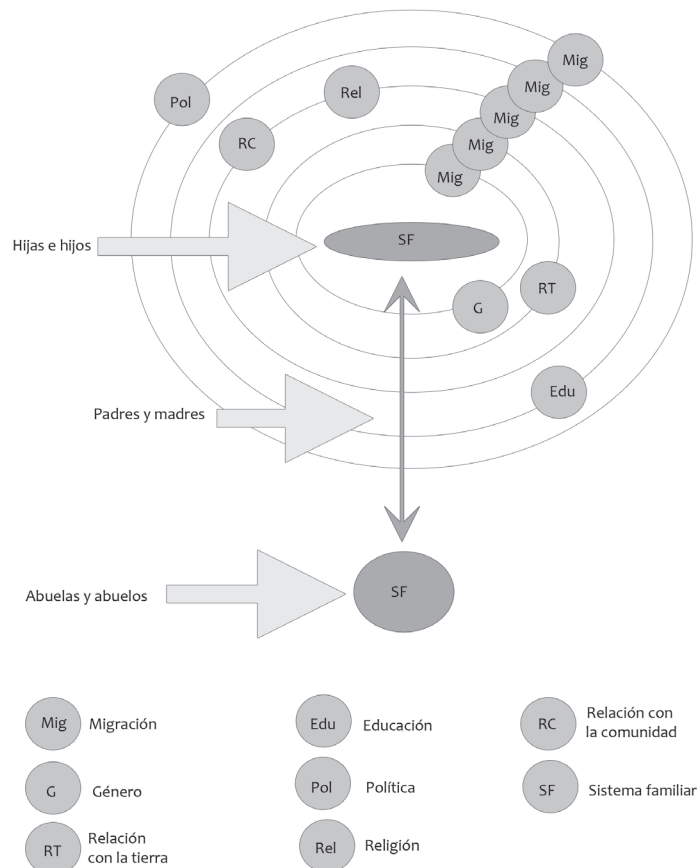 Mig
Mig
Mig
Mig
Mig
Pol
Rel
RC
Hijas e hijos
SF
RT
G
Edu
Padres y madres
Abuelas y abuelos
SF
Mig
Migración
Edu
Educación
RC
Relación con
la comunidad
G
Género
Pol
Política
SF
Sistema familiar
RT
Relación
con la tierra
Rel
Religión